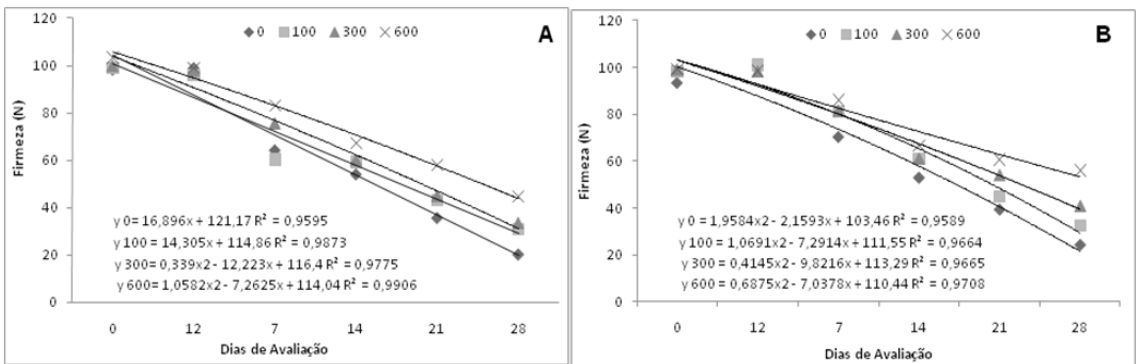 120
100
80
60
40
20
0
Firmeza (N)
0 100 300 600
A
y 0= 16,896x + 121,17 R² = 0,9595
y 100 = 14,305x + 114,86 R² = 0,9873
y 300= 0,339x2 - 12,223x + 116,4 R² = 0,9775
y 600= 1,0582x2 - 7,2625x + 114,04 R² = 0,9906
0 12 7 14 21 28
Dias de Avaliação
120
100
80
60
40
20
0
Firmeza (N)
0 100 300 600
B
y 0= 1,9584x2 - 2,1593x + 103,46 R² = 0,9589
y 100= 1,0691x2 - 7,2914x + 111,55 R² = 0,9664
y 300 = 0,4145x2 - 9,8216x + 113,29 R² = 0,9665
y 600 = 0,6875x2 - 7,0378x + 110,44 R² = 0,9708
0 12 7 14 21 28
Dias de Avaliação